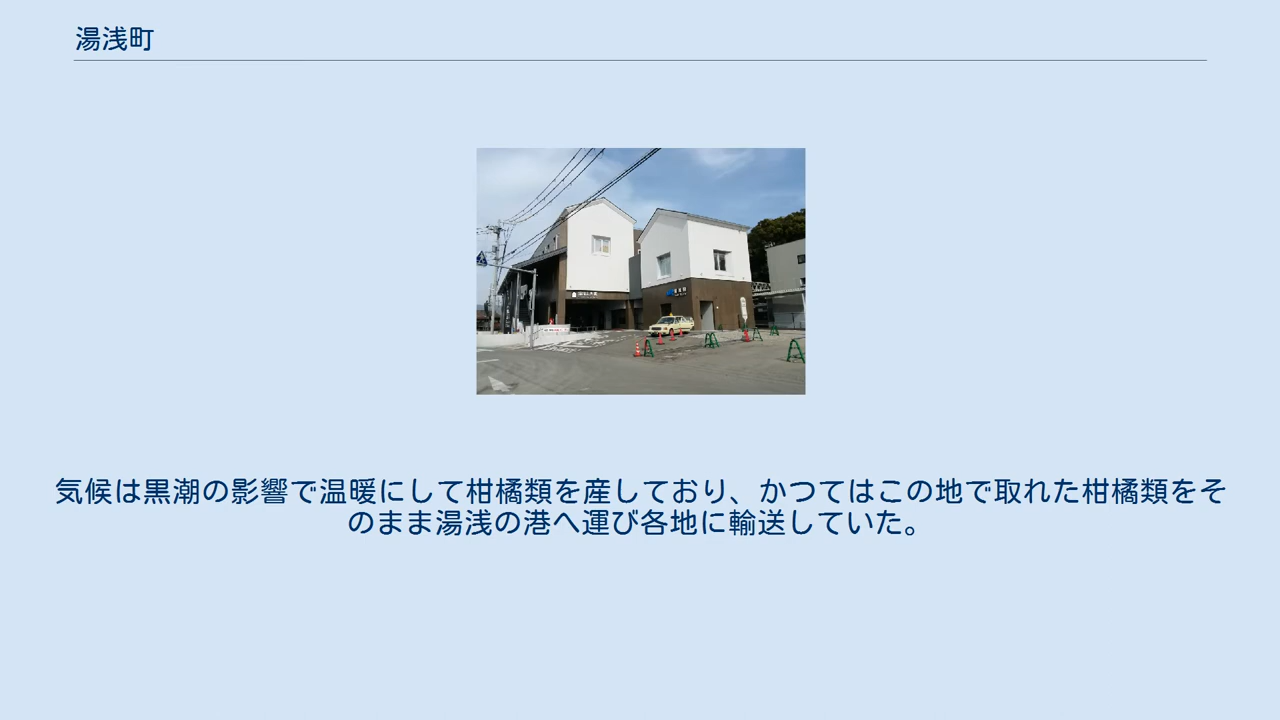 湯浅町
気候は黒潮の影響で温暖にして柑橘類を産しており、かつてはこの地で取れた柑橘類をそ
のまま湯浅の港へ運び各地に輸送していた。